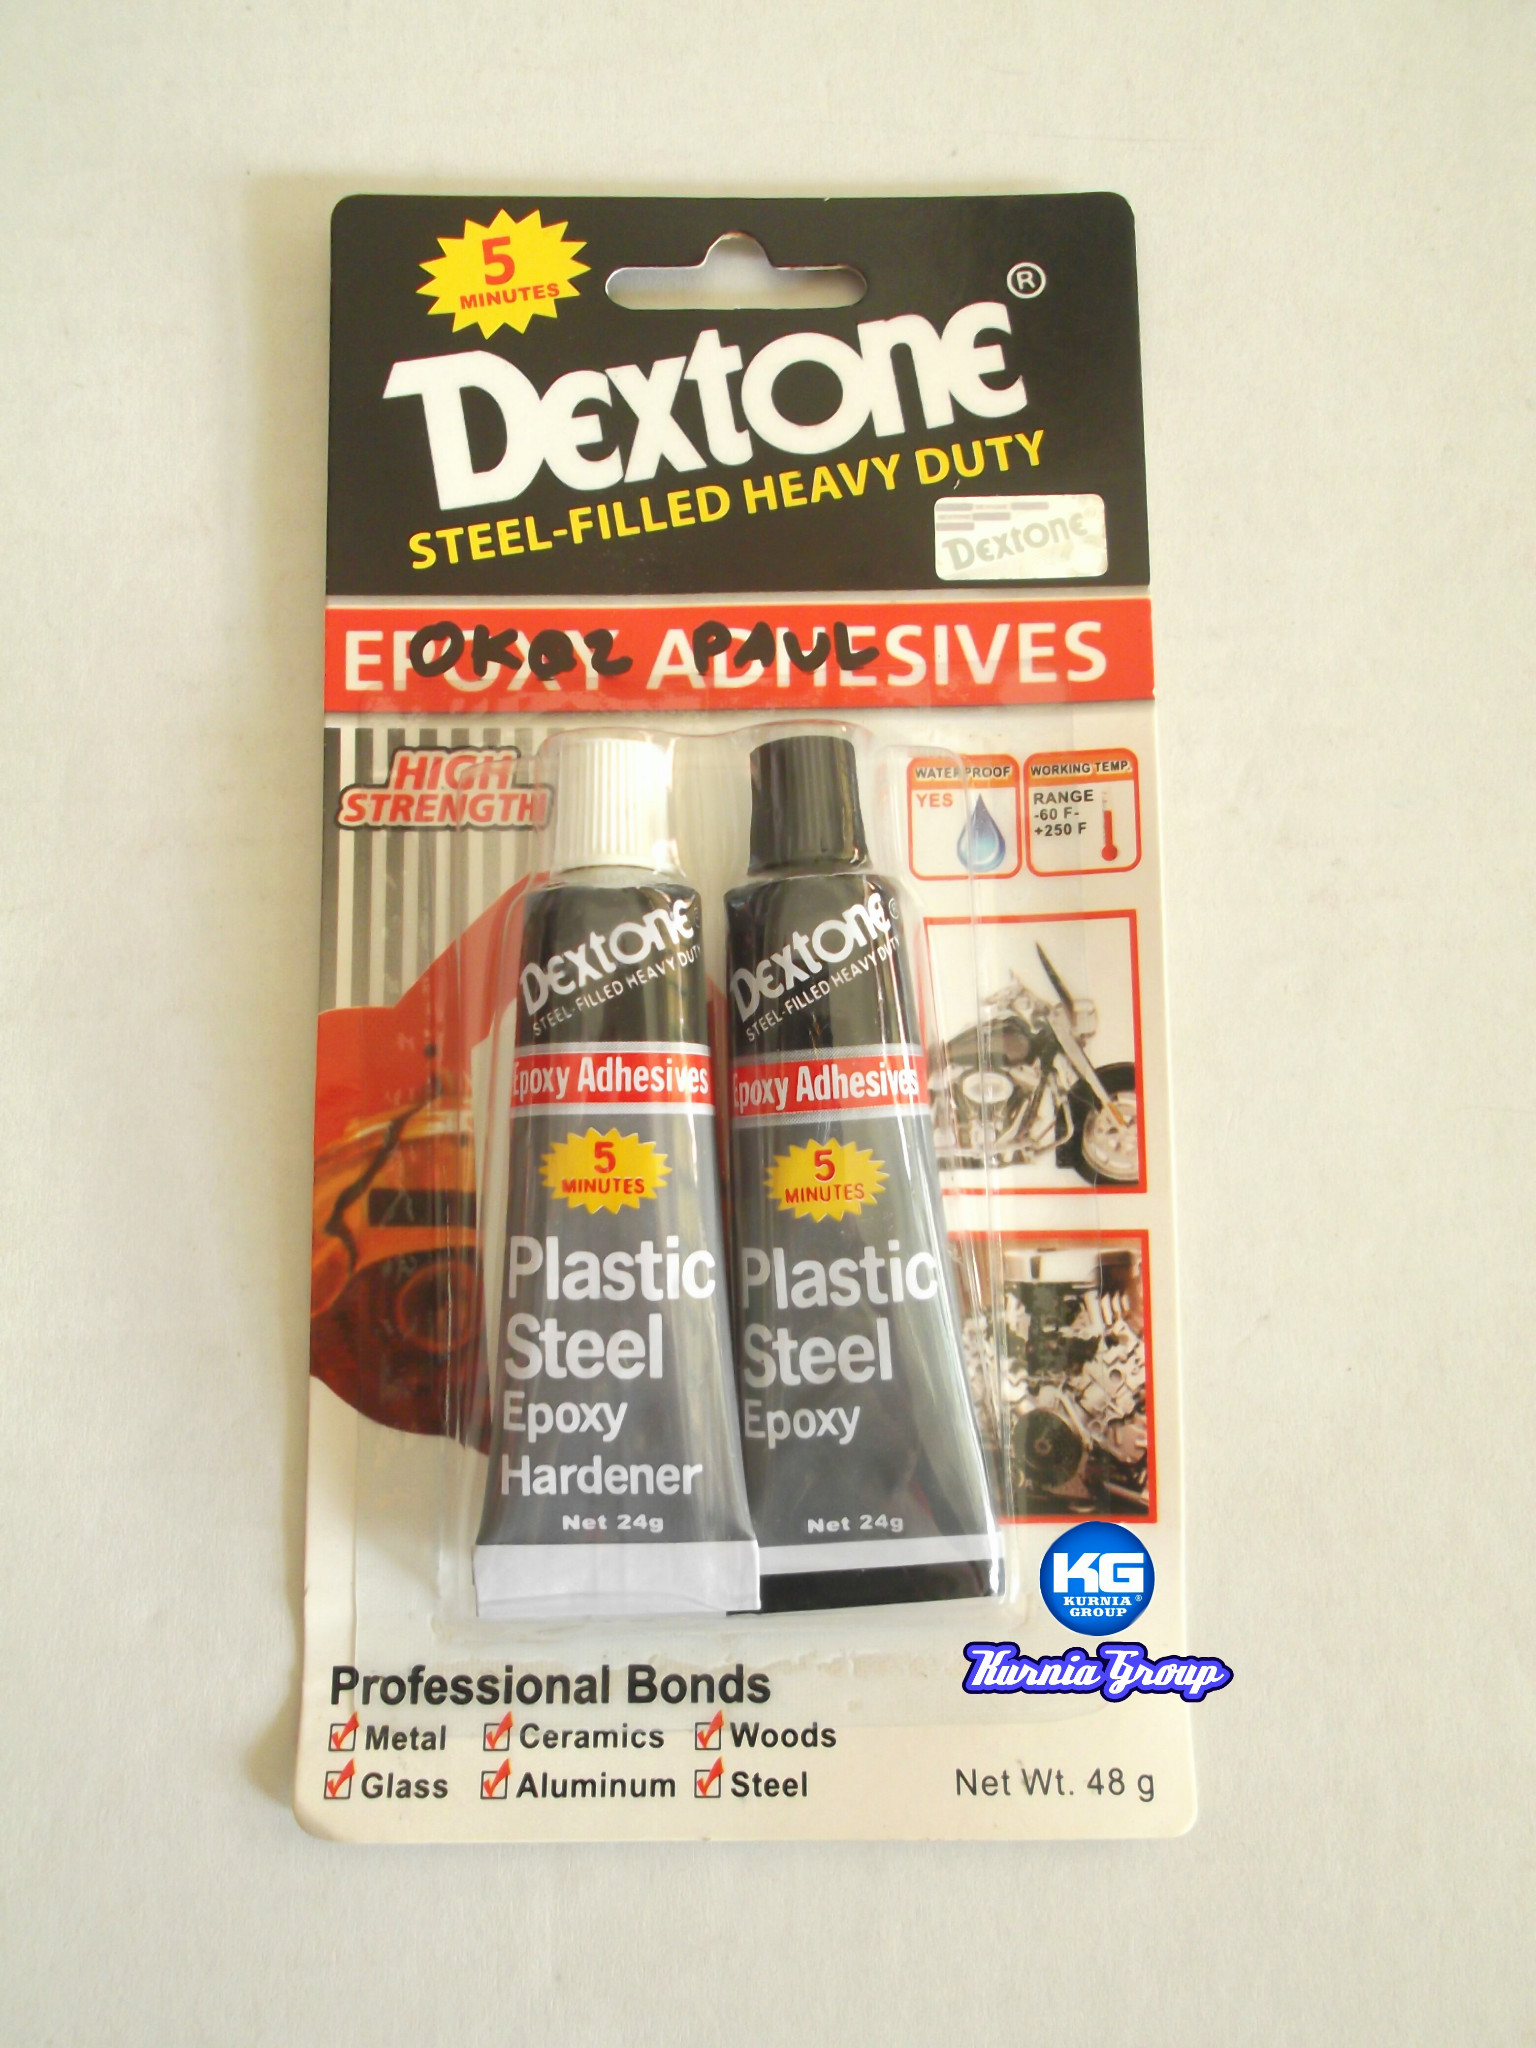 5
MINUTES
Dextone®
STEEL-FILLED HEAVY DUTY
Dextone
EPOXY ADHESIVES
OKAZ PAUL
HIGH
STRENGTH
WATERPROOF
YES
WORKING TEMP.
RANGE
-60 F-
+250 F
Dextone
STEEL-FILLED HEAVY DUTY
Epoxy Adhesives
5
MINUTES
Plastic
Steel
Epoxy
Hardener
Net 24g
Dextone®
STEEL-FILLED HEAVY DUTY
Epoxy Adhesives
5
MINUTES
Plastic
Steel
Epoxy
Net 24g
KG
KURNIA®
GROUP
Kurnia Group
Professional Bonds
Metal Ceramics Woods
Glass Aluminum Steel
Net Wt. 48 g